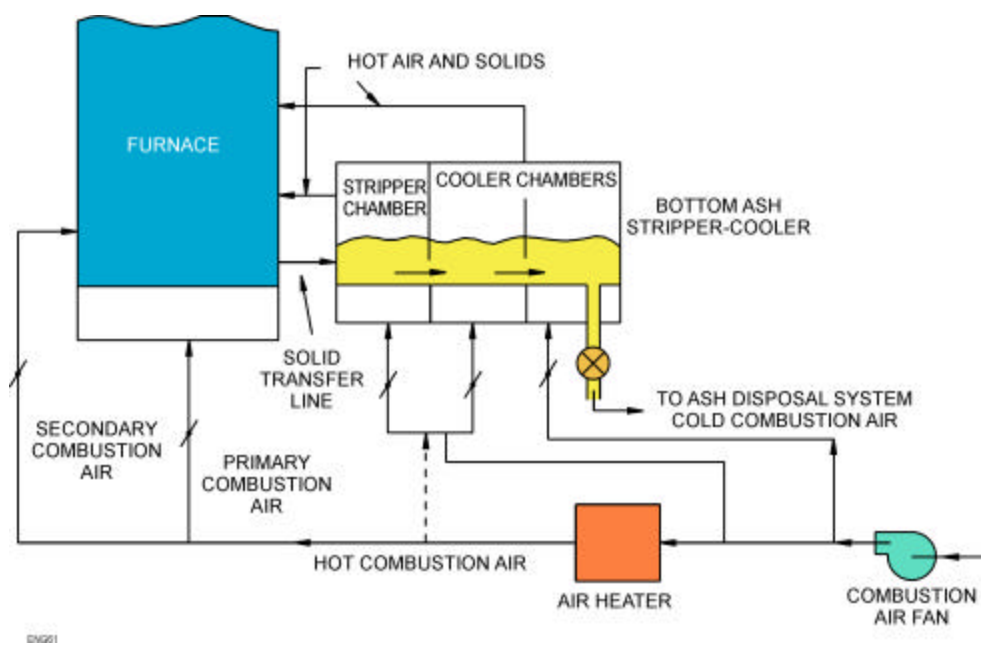 HOT AIR AND SOLIDS
FURNACE
STRIPPER
CHAMBER
COOLER CHAMBERS
BOTTOM ASH
STRIPPER-COOLER
SOLID
TRANSFER
LINE
TO ASH DISPOSAL SYSTEM
COLD COMBUSTION AIR
SECONDARY
COMBUSTION
AIR
PRIMARY
COMBUSTION
AIR
HOT COMBUSTION AIR
AIR HEATER
COMBUSTION
AIR FAN
ENG61